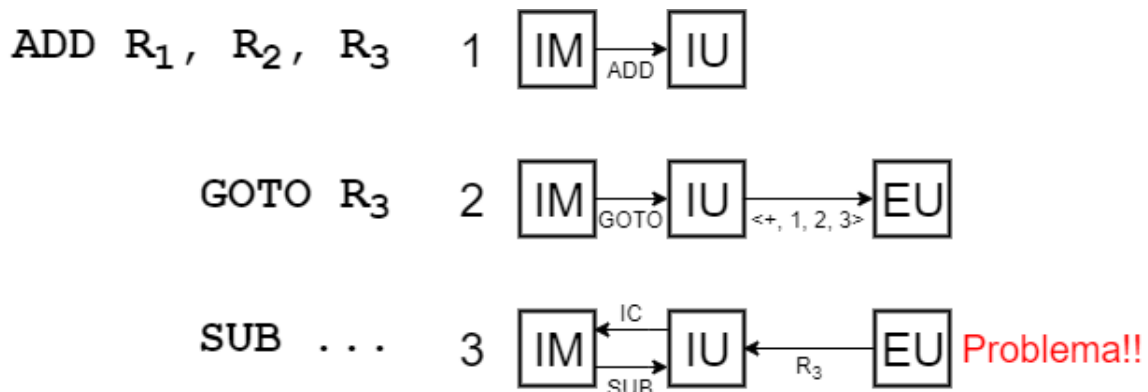 ADD R₁, R₂, R₃ 1 IM ADD IU
GOTO R₃ 2 IM GOTO IU <+, 1, 2, 3> EU
SUB ... 3 IM IC SUB IU R₃ EU Problema!!